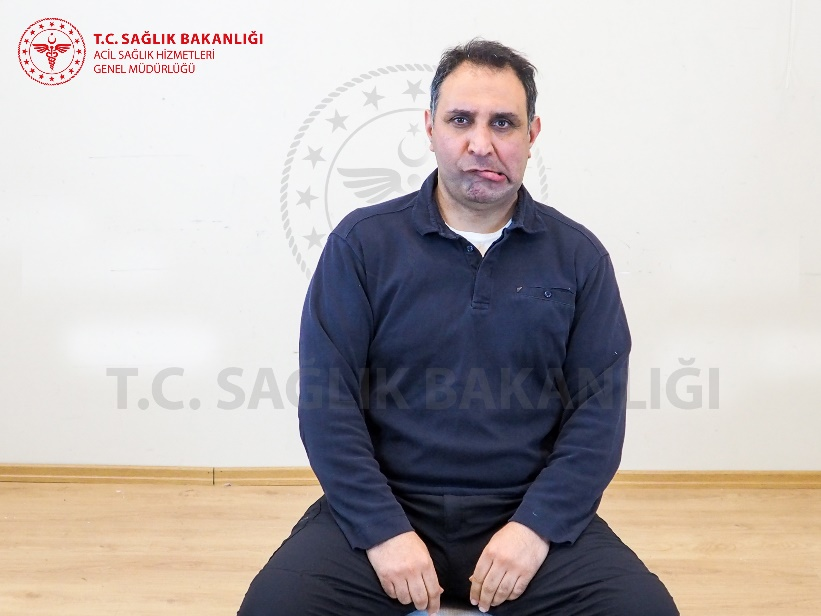 T.C. SAĞLIK BAKANLIĞI
ACİL SAĞLIK HİZMETLERİ
GENEL MÜDÜRLÜĞÜ
T.C. SAĞLIK BAKANLIĞI